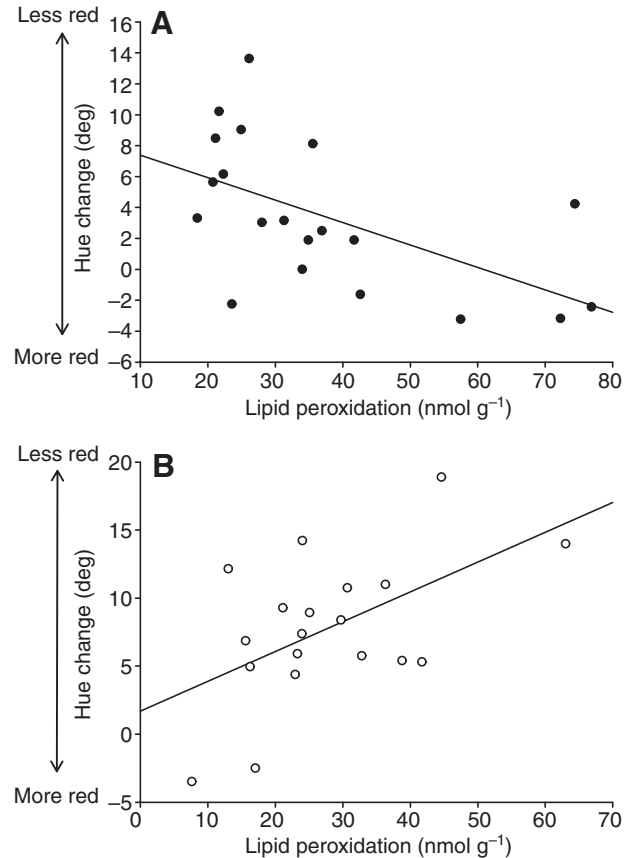 Less red
A
16
14
12
10
8
6
4
2
0
−2
−4
−6
Hue change (deg)
More red
10 20 30 40 50 60 70 80
Lipid peroxidation (nmol g⁻¹)
Less red
B
20
15
10
5
0
−5
Hue change (deg)
More red
0 10 20 30 40 50 60 70
Lipid peroxidation (nmol g⁻¹)